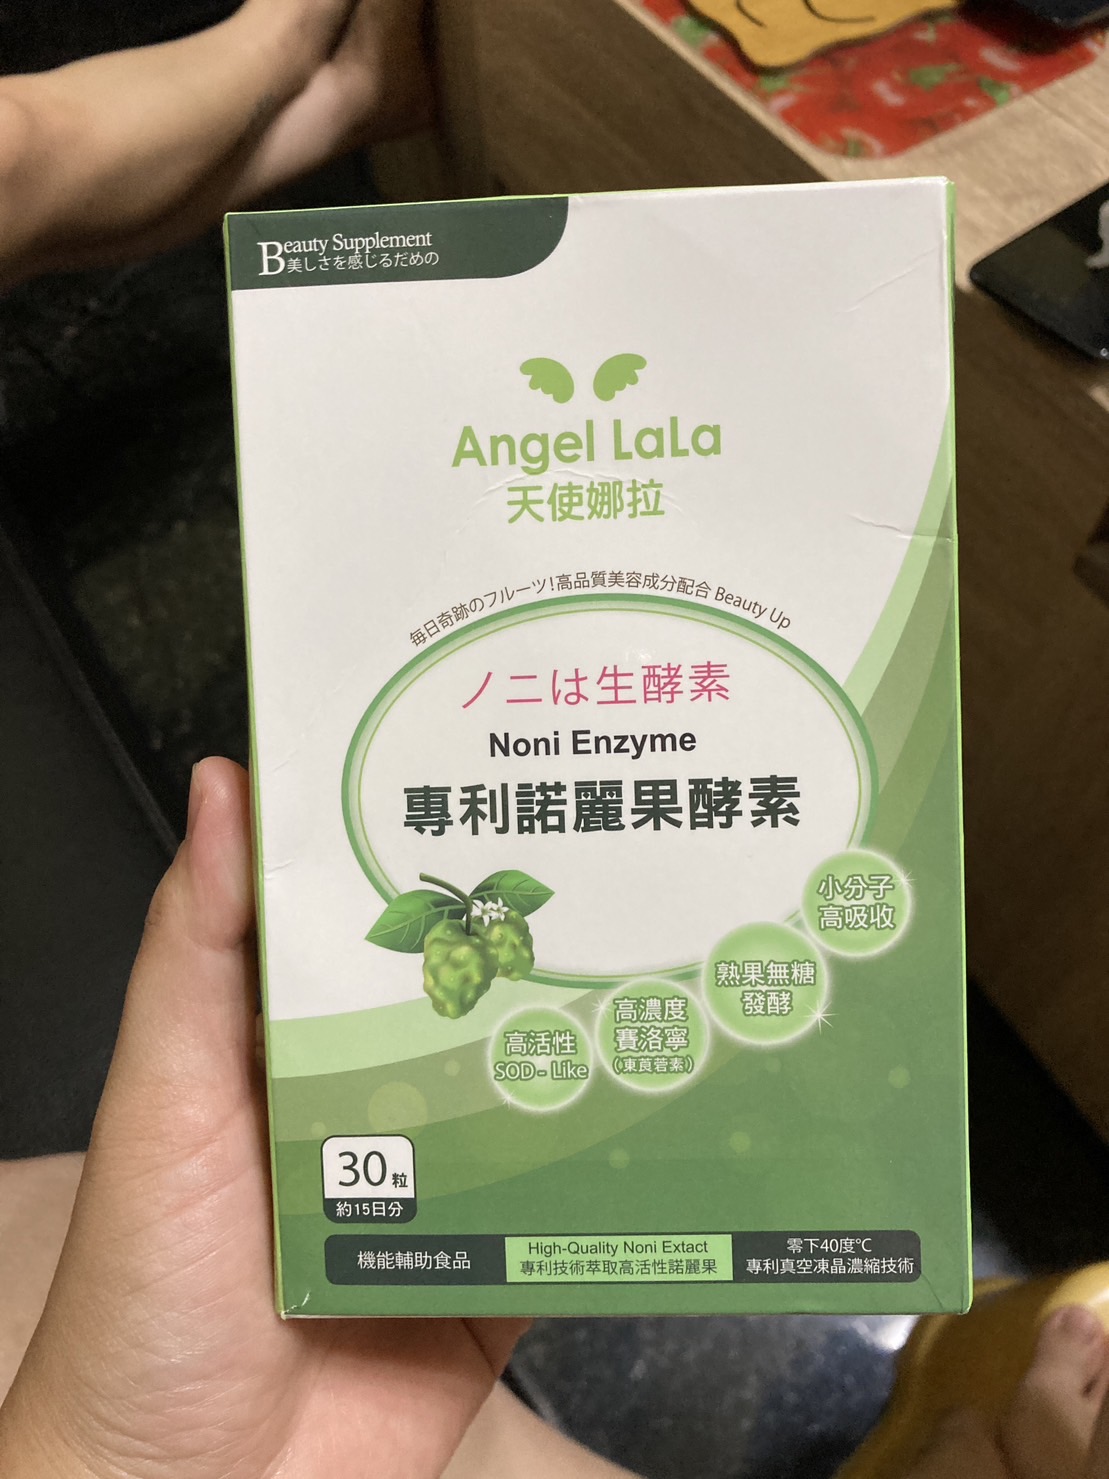 Beauty Supplement
美しさを感じるだめの
Angel LaLa
天使娜拉
毎日奇跡のフルーツ!高品質美容成分配合 Beauty Up
ノニは生酵素
Noni Enzyme
專利諾麗果酵素
小分子
高吸收
熟果無糖
發酵
高濃度
賽洛寧
(東莨菪素)
高活性
SOD - Like
30粒
約15日分
機能輔助食品
High-Quality Noni Extact
專利技術萃取高活性諾麗果
零下40度℃
專利真空凍晶濃縮技術